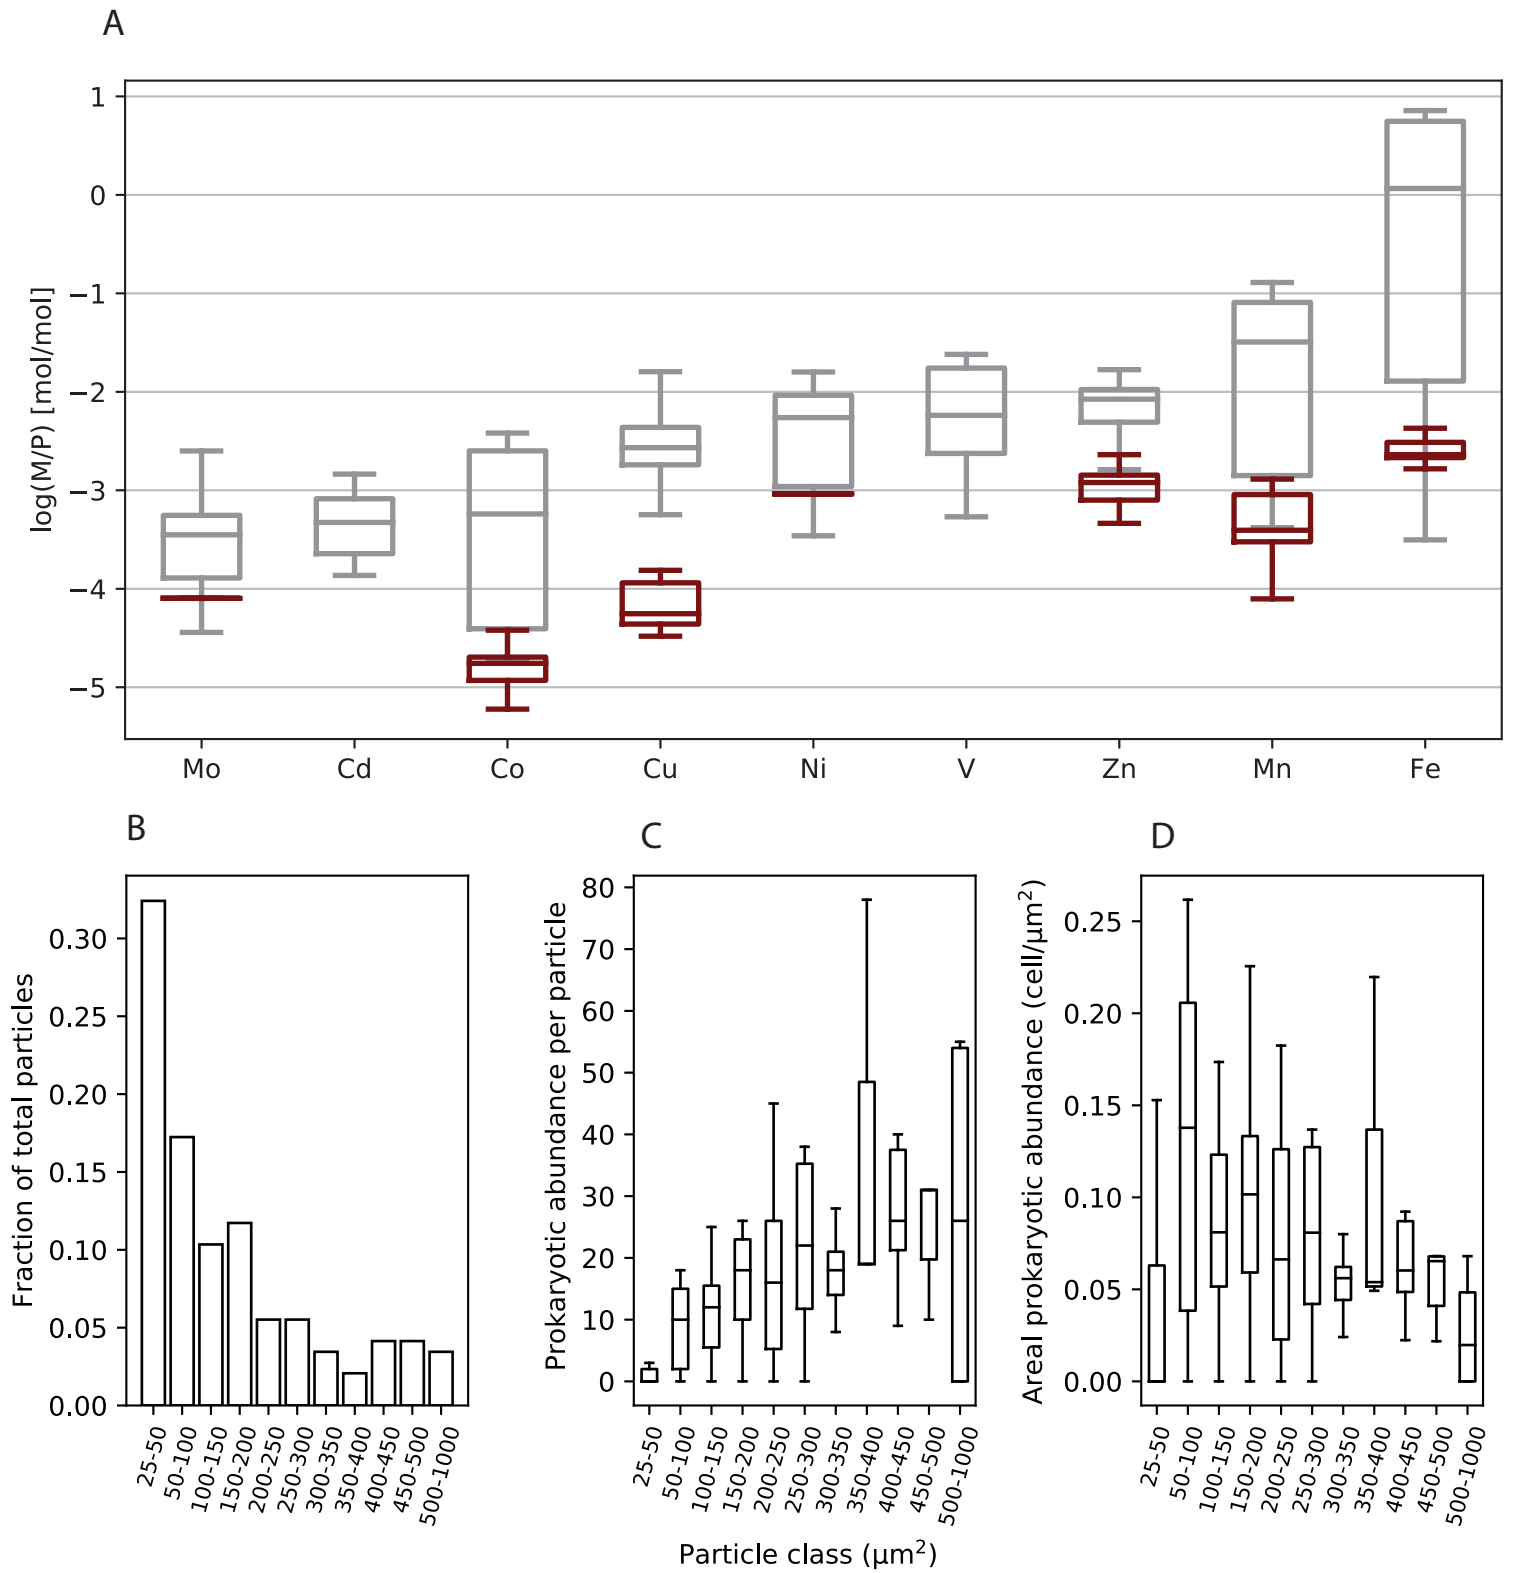 A
log(M/P) [mol/mol]
1
0
−1
−2
−3
−4
−5
Mo Cd Co Cu Ni V Zn Mn Fe
B
Fraction of total particles
0.30
0.25
0.20
0.15
0.10
0.05
0.00
25-50 50-100 100-150 150-200 200-250 250-300 300-350 350-400 400-450 450-500 500-1000
C
Prokaryotic abundance per particle
80
70
60
50
40
30
20
10
0
25-50 50-100 100-150 150-200 200-250 250-300 300-350 350-400 400-450 450-500 500-1000
D
Areal prokaryotic abundance (cell/μm²)
0.25
0.20
0.15
0.10
0.05
0.00
25-50 50-100 100-150 150-200 200-250 250-300 300-350 350-400 400-450 450-500 500-1000
Particle class (μm²)